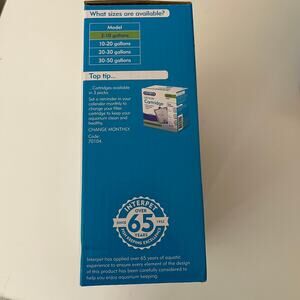 What sizes are available?
Model
2-10 gallons
10-20 gallons
20-30 gallons
30-50 gallons
Top tip...
...Cartridges available
in 3 packs
Set a reminder in your
calendar monthly to
change your filter
cartridge to keep your
aquarium clean and
healthy.
CHANGE MONTHLY
Code:
70104
Cartridge
INTERPET
OVER
SINCE 65 1952
YEARS
FISH KEEPING EXCELLENCE
Interpet has applied over 65 years of aquatic
experience to ensure every element of the design
of this product has been carefully considered to
help you enjoy aquarium keeping.